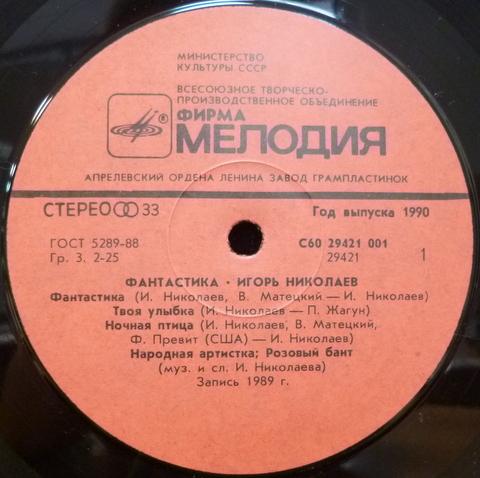 МИНИСТЕРСТВО
КУЛЬТУРЫ СССР
ВСЕСОЮЗНОЕ ТВОРЧЕСКО-
ПРОИЗВОДСТВЕННОЕ ОБЪЕДИНЕНИЕ
®
ФИРМА
МЕЛОДИЯ
АПРЕЛЕВСКИЙ ОРДЕНА ЛЕНИНА ЗАВОД ГРАМПЛАСТИНОК
СТЕРЕО 33
Год выпуска 1990
ГОСТ 5289-88
С60 29421 001
Гр. 3. 2-25
29421
1
ФАНТАСТИКА · ИГОРЬ НИКОЛАЕВ
Фантастика (И. Николаев, В. Матецкий — И. Николаев)
Твоя улыбка (И. Николаев — П. Жагун)
Ночная птица (И. Николаев, В. Матецкий,
Ф. Превит (США) — И. Николаев)
Народная артистка; Розовый бант
(муз. и сл. И. Николаева)
Запись 1989 г.